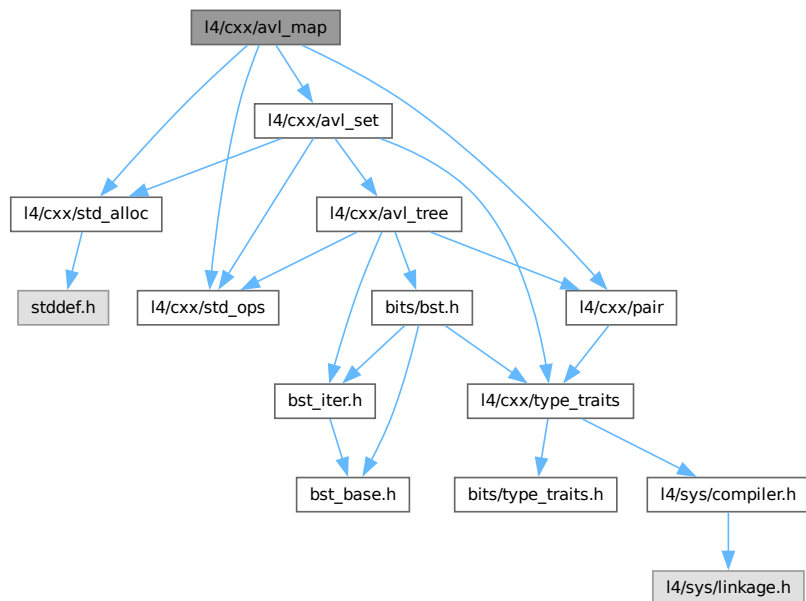 l4/cxx/avl_map
l4/cxx/avl_set
l4/cxx/std_alloc
l4/cxx/avl_tree
stddef.h
l4/cxx/std_ops
bits/bst.h
l4/cxx/pair
bst_iter.h
l4/cxx/type_traits
bst_base.h
bits/type_traits.h
l4/sys/compiler.h
l4/sys/linkage.h